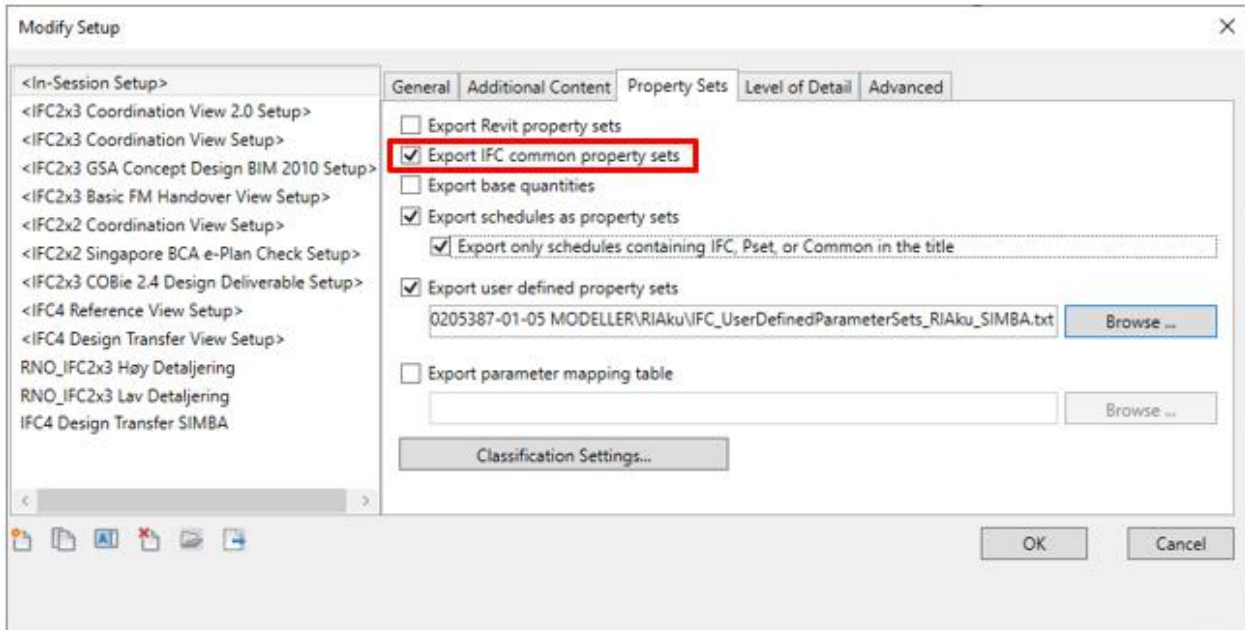 Modify Setup
<In-Session Setup>
<IFC2x3 Coordination View 2.0 Setup>
<IFC2x3 Coordination View Setup>
<IFC2x3 GSA Concept Design BIM 2010 Setup>
<IFC2x3 Basic FM Handover View Setup>
<IFC2x2 Coordination View Setup>
<IFC2x2 Singapore BCA e-Plan Check Setup>
<IFC2x3 COBie 2.4 Design Deliverable Setup>
<IFC4 Reference View Setup>
<IFC4 Design Transfer View Setup>
RNO_IFC2x3 Høy Detaljering
RNO_IFC2x3 Lav Detaljering
IFC4 Design Transfer SIMBA
General Additional Content Property Sets Level of Detail Advanced
Export Revit property sets
Export IFC common property sets
Export base quantities
Export schedules as property sets
Export only schedules containing IFC, Pset, or Common in the title
Export user defined property sets
0205387-01-05 MODELLER\RIAku\IFC_UserDefinedParameterSets_RIAku_SIMBA.txt Browse ...
Export parameter mapping table
Browse ...
Classification Settings...
OK Cancel